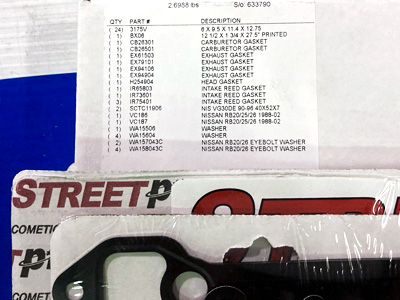 2.6988 lbs S/o: 633790
QTY PART # DESCRIPTION
( 24) 3175V 6 X 9.5 X 11.4 X 12.75
( 1) BX06 12 1/2 X 1 3/4 X 27.5" PRINTED
( 1) CB26301 CARBURETOR GASKET
( 1) CB26501 CARBURETOR GASKET
( 1) EX61503 EXHAUST GASKET
( 1) EX79101 EXHAUST GASKET
( 1) EX94106 EXHAUST GASKET
( 1) EX94904 EXHAUST GASKET
( 1) H254904 HEAD GASKET
( 1) IR65803 INTAKE REED GASKET
( 1) IR73601 INTAKE REED GASKET
( 3) IR75401 INTAKE REED GASKET
( 2) SCTC11906 NIS VG30DE 90-96 40X52X7
( 1) VC186 NISSAN RB20/25/26 1988-02
( 1) VC187 NISSAN RB20/25/26 1988-02
( 1) WA15506 WASHER
( 4) WA15604 WASHER
( 2) WA157043C NISSAN RB20/26 EYEBOLT WASHER
( 4) WA158043C NISSAN RB20/26 EYEBOLT WASHER
STREET
COMETIC
COMETIC